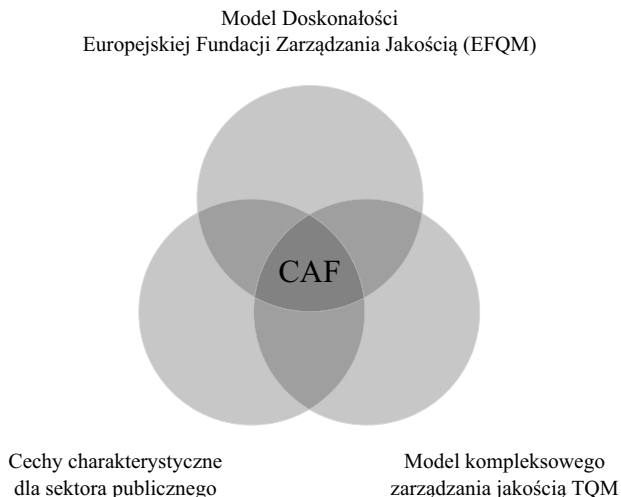 Model Doskonałości
Europejskiej Fundacji Zarządzania Jakością (EFQM)
CAF
Cechy charakterystyczne
dla sektora publicznego
Model kompleksowego
zarządzania jakością TQM